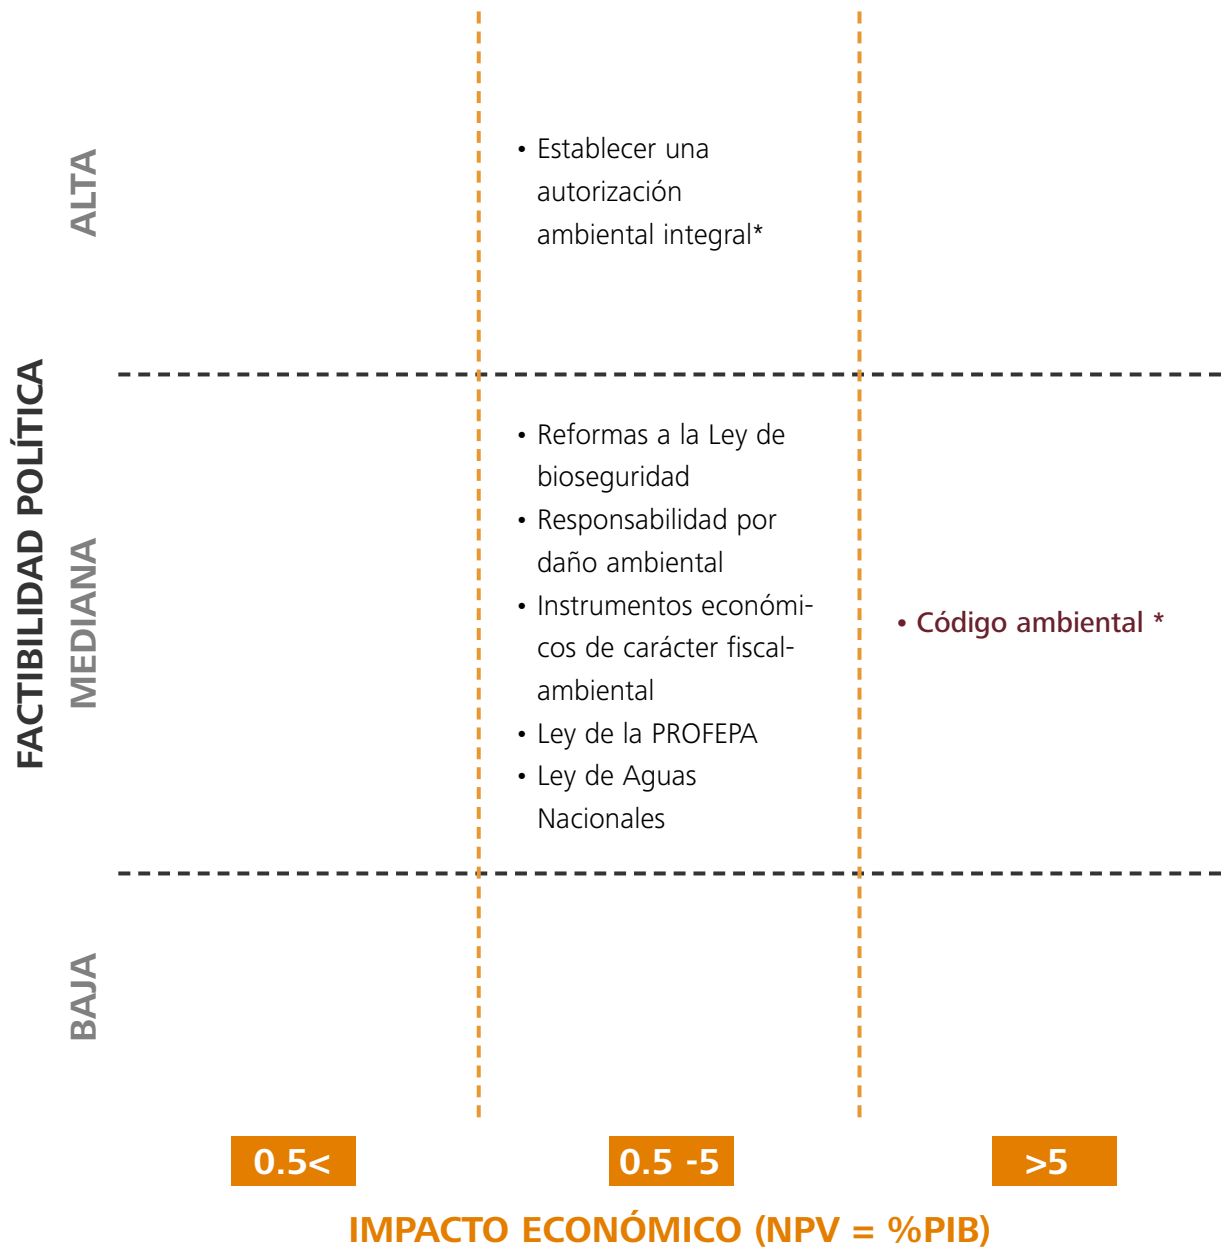 FACTIBILIDAD POLÍTICA
ALTA
• Establecer una
autorización
ambiental integral*
MEDIANA
• Reformas a la Ley de
bioseguridad
• Responsabilidad por
daño ambiental
• Instrumentos económi-
cos de carácter fiscal-
ambiental
• Ley de la PROFEPA
• Ley de Aguas
Nacionales
• Código ambiental *
BAJA
0.5<
0.5 -5
>5
IMPACTO ECONÓMICO (NPV = %PIB)